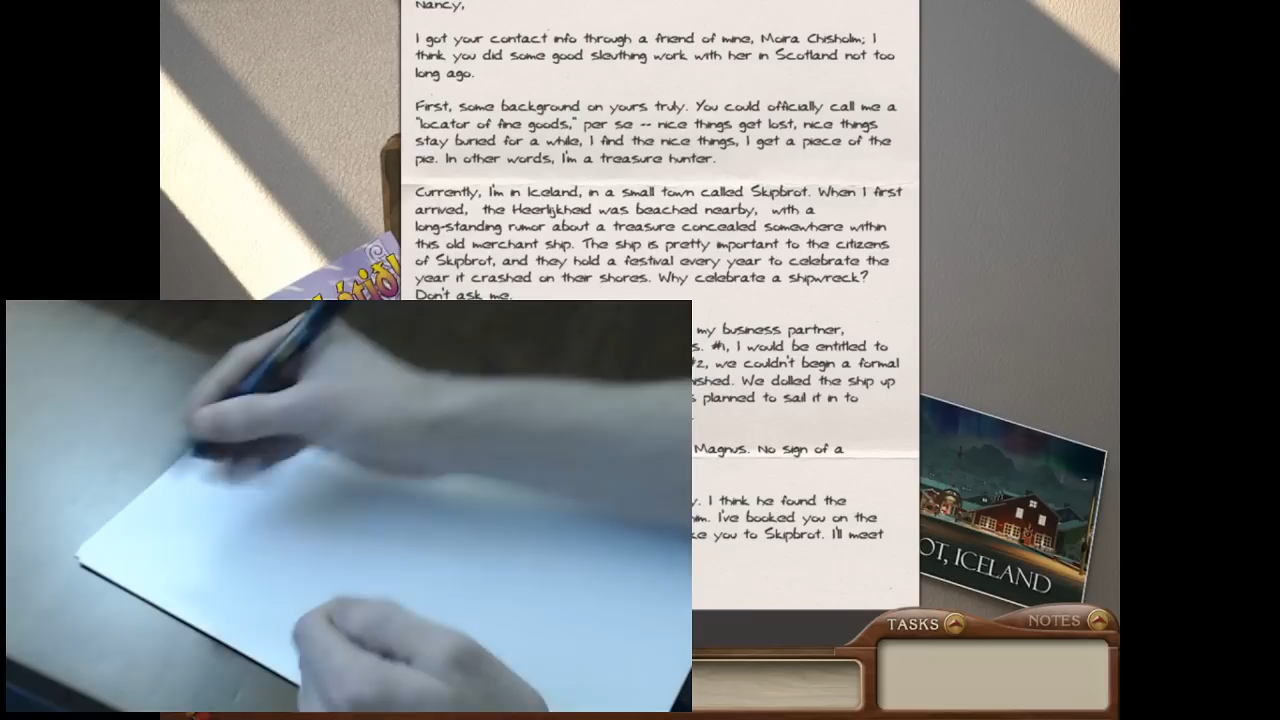 Nancy,
I got your contact info through a friend of mine, Moira Chisholm; I
think you did some good sleuthing work with her in Scotland not too
long ago.
First, some background on yours truly. You could officially call me a
"locator of fine goods," per se -- nice things get lost, nice things
stay buried for a while, I find the nice things, I get a piece of the
pie. In other words, I'm a treasure hunter.
Currently, I'm in Iceland, in a small town called Skipbrot. When I first
arrived, the Heerlijkheid was beached nearby, with a
long-standing rumor about a treasure concealed somewhere within
this old merchant ship. The ship is pretty important to the citizens
of Skipbrot, and they hold a festival every year to celebrate the
year it crashed on their shores. Why celebrate a shipwreck?
Don't ask me.
my business partner,
s. #1, I would be entitled to
#2, we couldn't begin a formal
ished. We dolled the ship up
s planned to sail it in to
Magnus. No sign of a
y. I think he found the
him. I've booked you on the
ke you to Skipbrot. I'll meet
OT, ICELAND
TASKS
NOTES